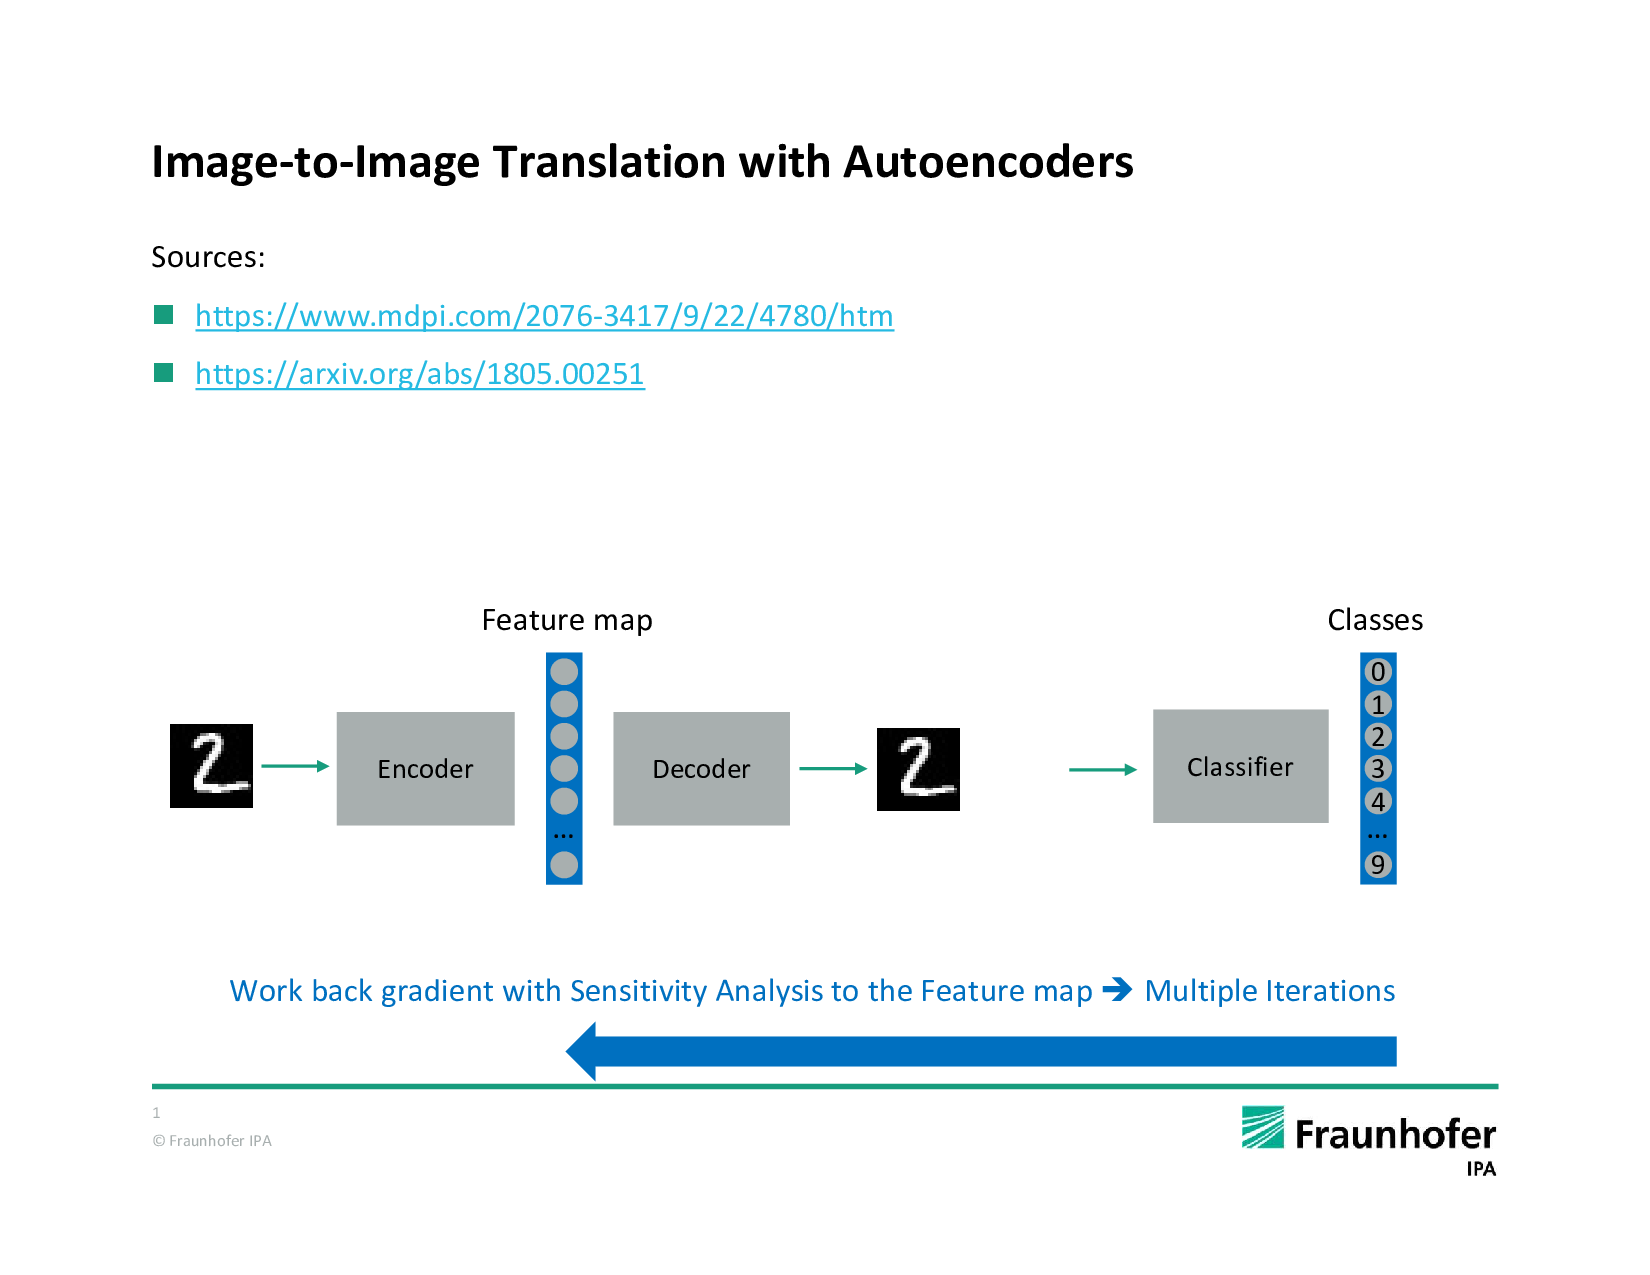 Image-to-Image Translation with Autoencoders
Sources:
https://www.mdpi.com/2076-3417/9/22/4780/htm
https://arxiv.org/abs/1805.00251
Feature map
Classes
2
Encoder
...
Decoder
2
Classifier
0
1
2
3
4
...
9
Work back gradient with Sensitivity Analysis to the Feature map ➔ Multiple Iterations
1
© Fraunhofer IPA
Fraunhofer
IPA